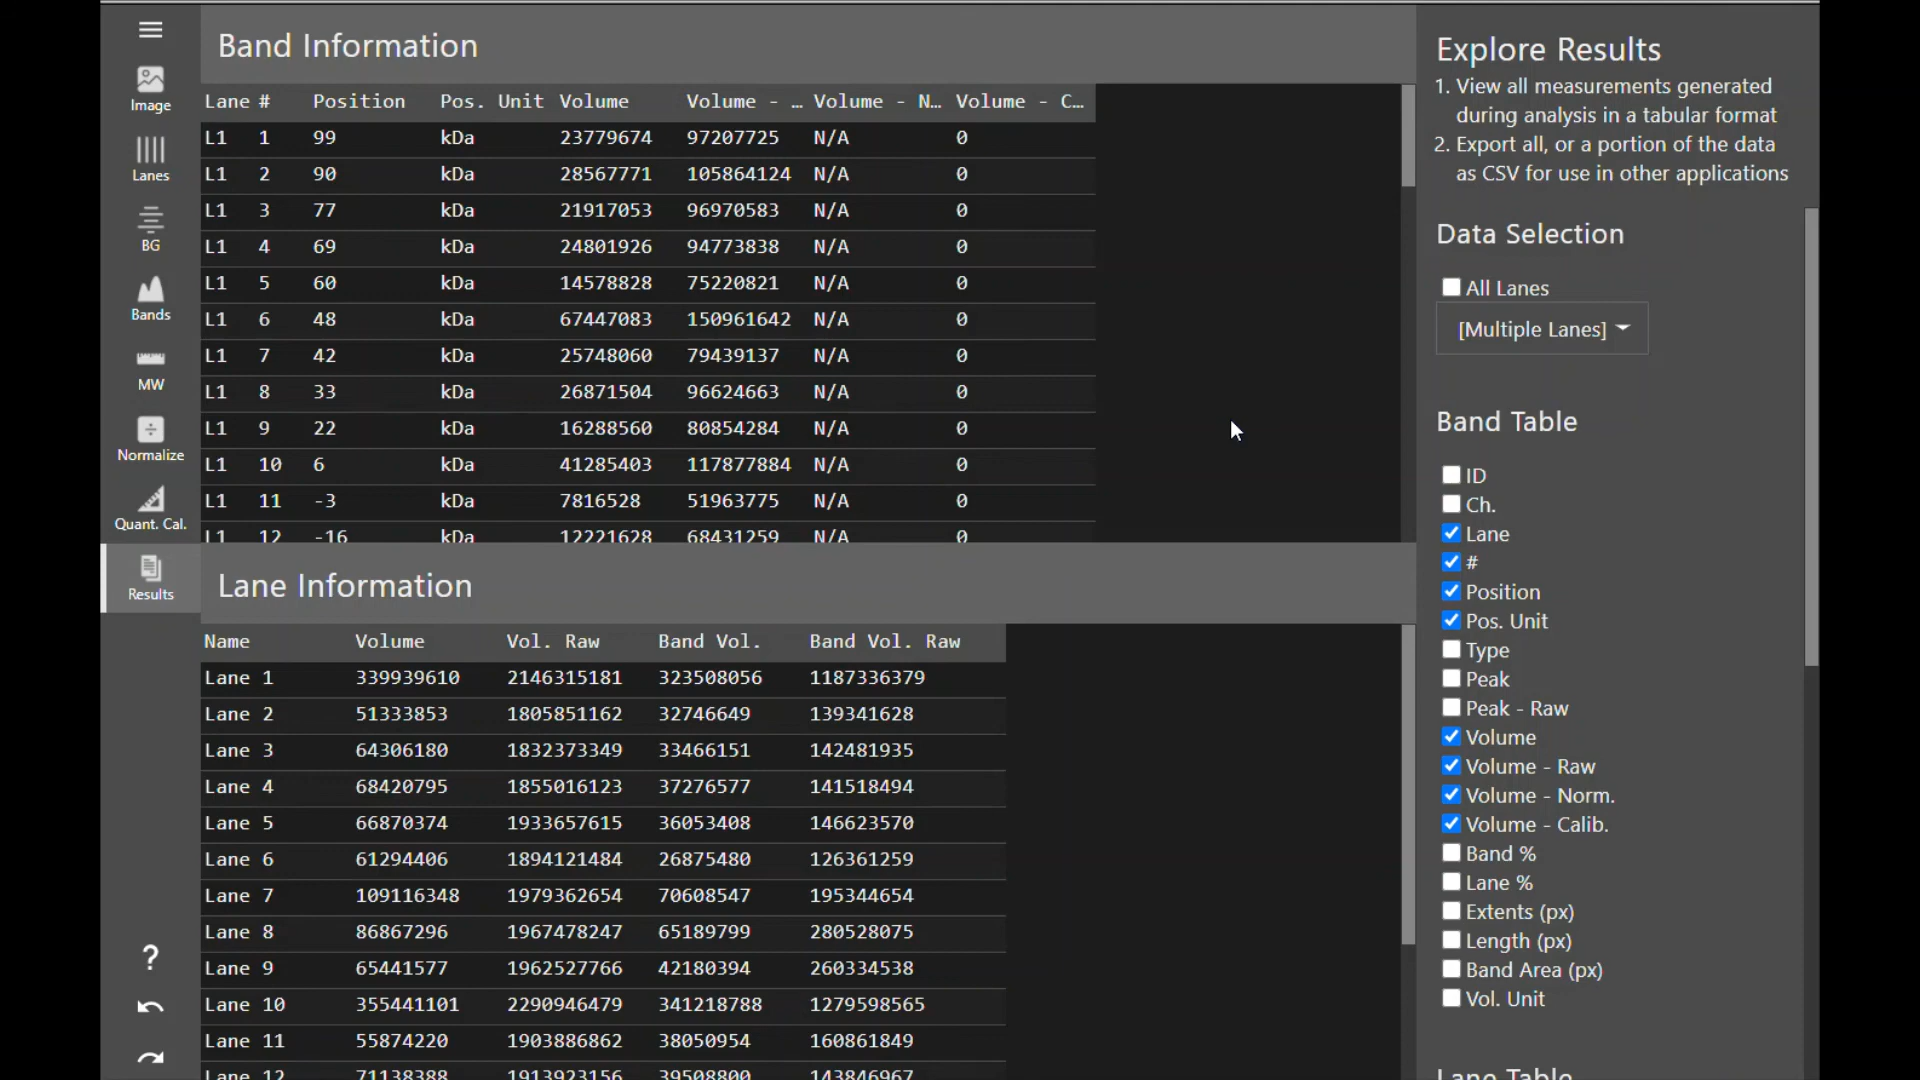 Image
Lanes
BG
Bands
MW
Normalize
Quant. Cal.
Results
?
Band Information
Lane # Position Pos. Unit Volume Volume - … Volume - N… Volume - C…
L1 1 99 kDa 23779674 97207725 N/A 0
L1 2 90 kDa 28567771 105864124 N/A 0
L1 3 77 kDa 21917053 96970583 N/A 0
L1 4 69 kDa 24801926 94773838 N/A 0
L1 5 60 kDa 14578828 75220821 N/A 0
L1 6 48 kDa 67447083 150961642 N/A 0
L1 7 42 kDa 25748060 79439137 N/A 0
L1 8 33 kDa 26871504 96624663 N/A 0
L1 9 22 kDa 16288560 80854284 N/A 0
L1 10 6 kDa 41285403 117877884 N/A 0
L1 11 -3 kDa 7816528 51963775 N/A 0
L1 12 -16 kDa 12221628 68431259 N/A 0
Lane Information
Name Volume Vol. Raw Band Vol. Band Vol. Raw
Lane 1 339939610 2146315181 323508056 1187336379
Lane 2 51333853 1805851162 32746649 139341628
Lane 3 64306180 1832373349 33466151 142481935
Lane 4 68420795 1855016123 37276577 141518494
Lane 5 66870374 1933657615 36053408 146623570
Lane 6 61294406 1894121484 26875480 126361259
Lane 7 109116348 1979362654 70608547 195344654
Lane 8 86867296 1967478247 65189799 280528075
Lane 9 65441577 1962527766 42180394 260334538
Lane 10 355441101 2290946479 341218788 1279598565
Lane 11 55874220 1903886862 38050954 160861849
Lane 12 71138388 1913923156 39508800 143846967
Explore Results
1. View all measurements generated
during analysis in a tabular format
2. Export all, or a portion of the data
as CSV for use in other applications
Data Selection
All Lanes
[Multiple Lanes]
Band Table
ID
Ch.
Lane
#
Position
Pos. Unit
Type
Peak
Peak - Raw
Volume
Volume - Raw
Volume - Norm.
Volume - Calib.
Band %
Lane %
Extents (px)
Length (px)
Band Area (px)
Vol. Unit
Lane Table